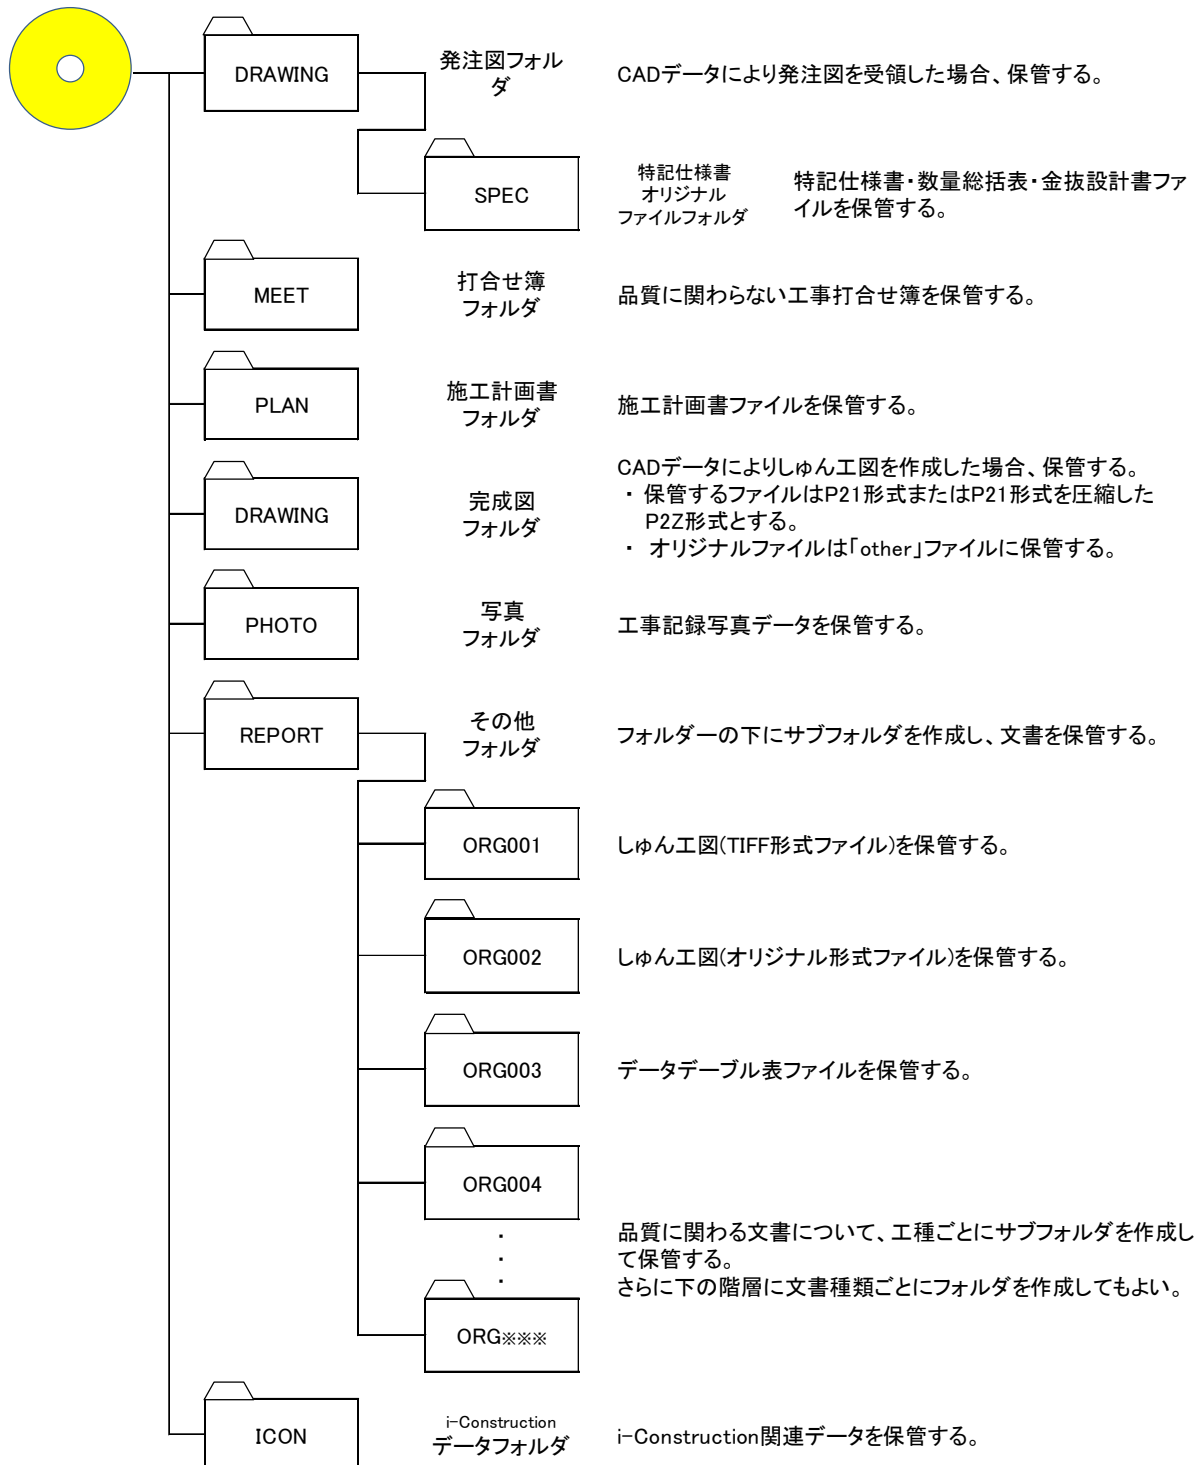 DRAWING
発注図フォル
ダ
CADデータにより発注図を受領した場合、保管する。
SPEC
特記仕様書
オリジナル
ファイルフォルダ
特記仕様書・数量総括表・金抜設計書ファ
イルを保管する。
MEET
打合せ簿
フォルダ
品質に関わらない工事打合せ簿を保管する。
PLAN
施工計画書
フォルダ
施工計画書ファイルを保管する。
DRAWING
完成図
フォルダ
CADデータによりしゅん工図を作成した場合、保管する。
・ 保管するファイルはP21形式またはP21形式を圧縮した
P2Z形式とする。
・ オリジナルファイルは「other」ファイルに保管する。
PHOTO
写真
フォルダ
工事記録写真データを保管する。
REPORT
その他
フォルダ
フォルダーの下にサブフォルダを作成し、文書を保管する。
ORG001
しゅん工図(TIFF形式ファイル)を保管する。
ORG002
しゅん工図(オリジナル形式ファイル)を保管する。
ORG003
データデーブル表ファイルを保管する。
ORG004
・
・
・
品質に関わる文書について、工種ごとにサブフォルダを作成し
て保管する。
さらに下の階層に文書種類ごとにフォルダを作成してもよい。
ORG※※※
ICON
i-Construction
データフォルダ
i-Construction関連データを保管する。